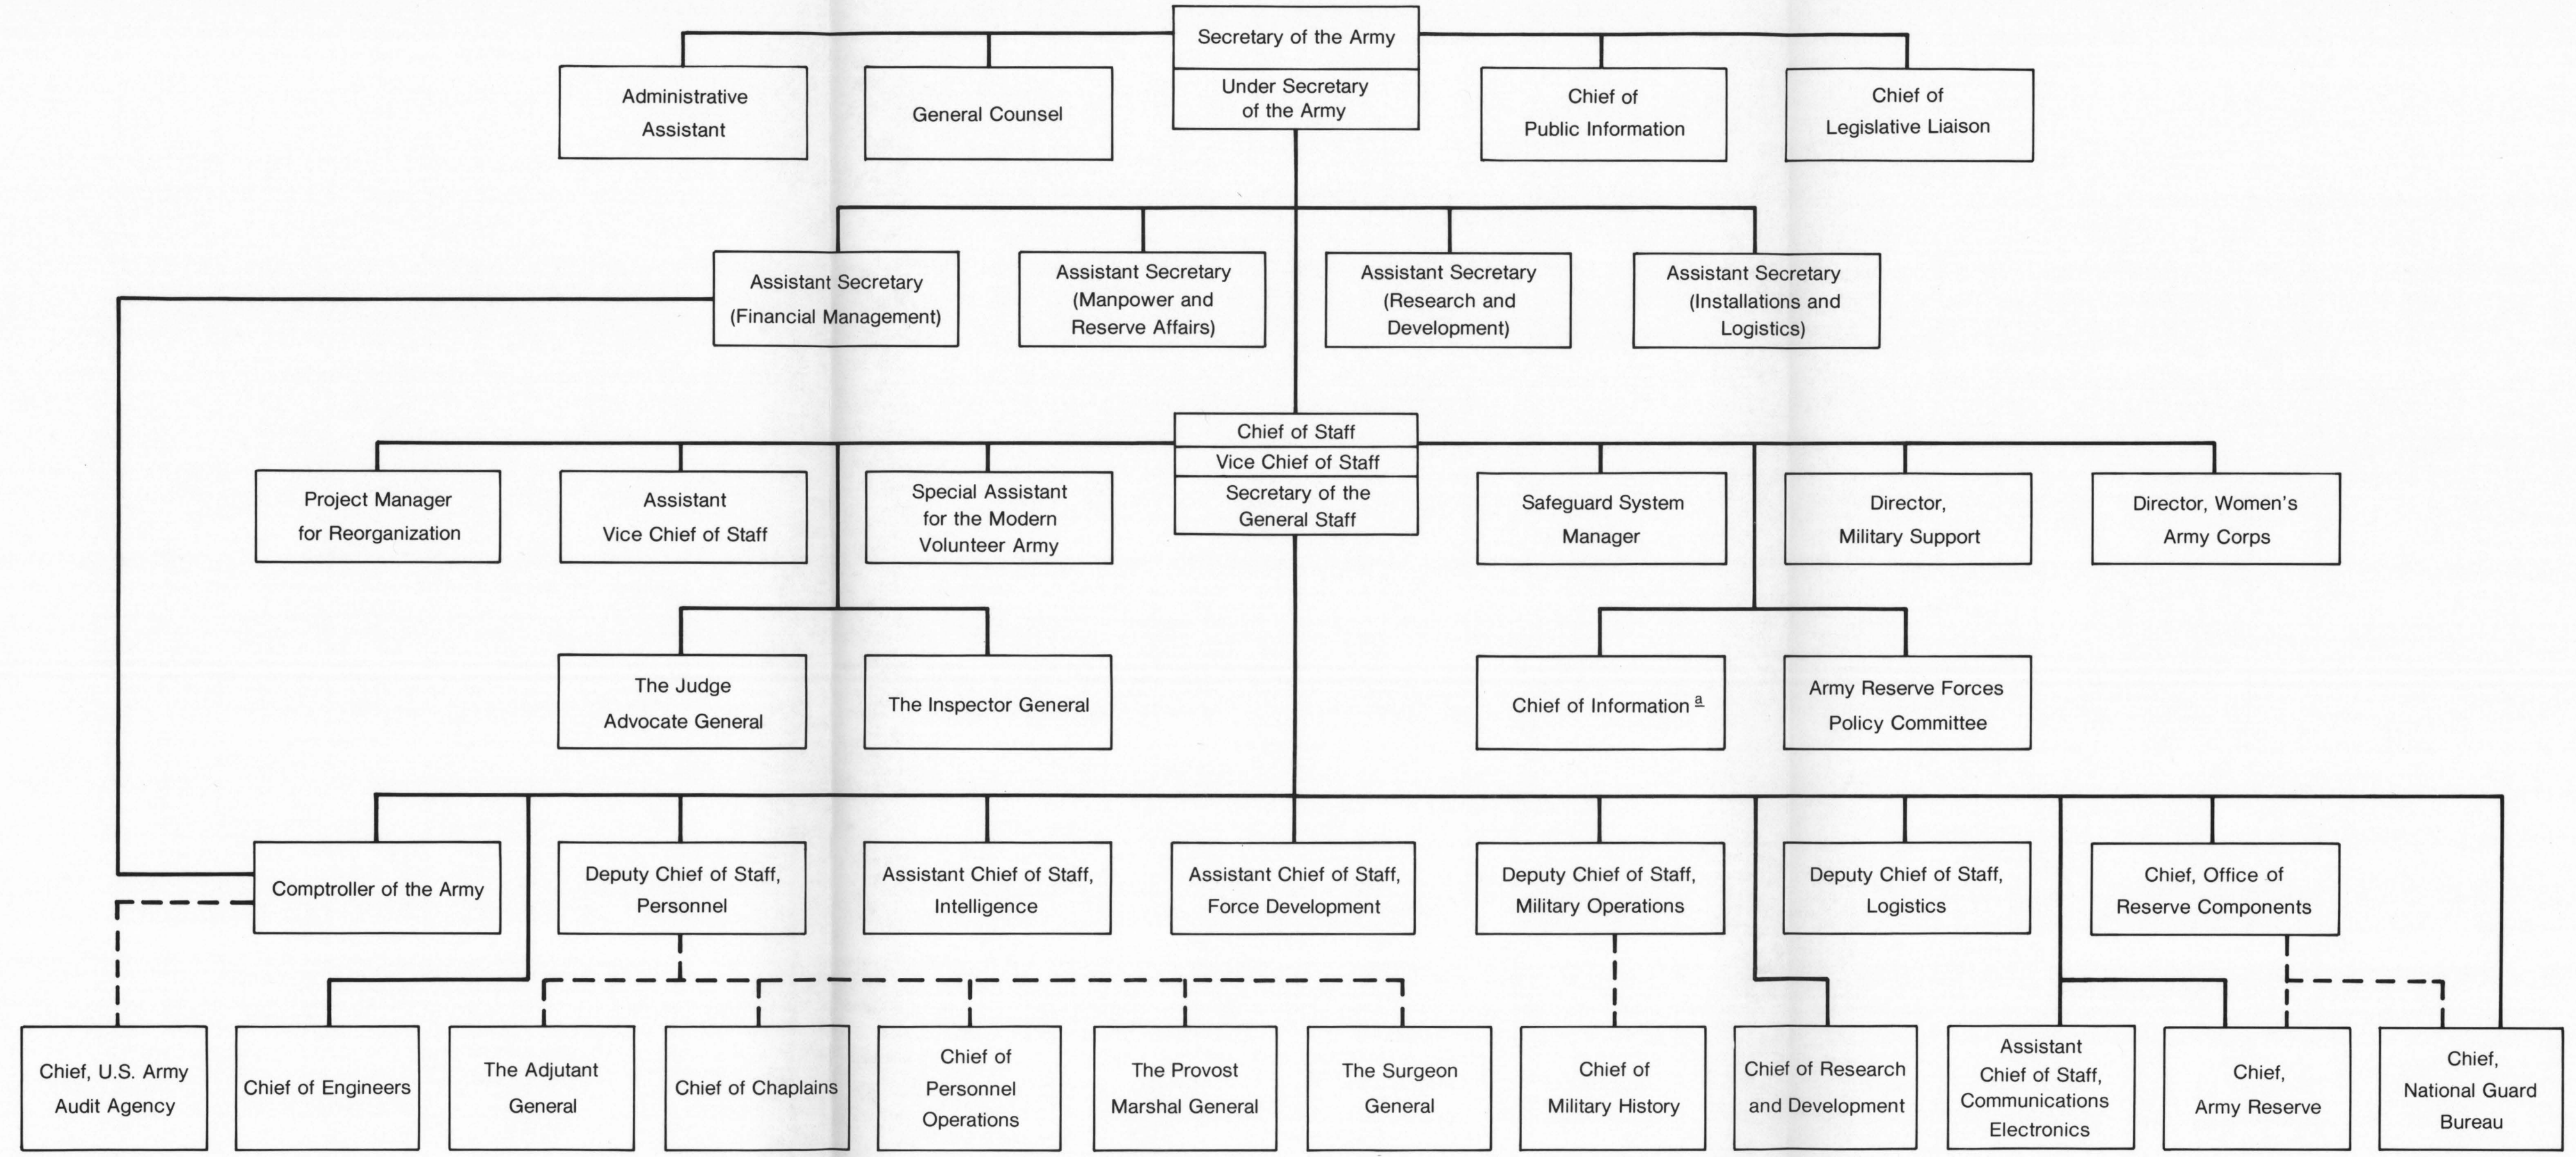 Secretary of the Army
Under Secretary
of the Army
Administrative
Assistant
General Counsel
Chief of
Public Information
Chief of
Legislative Liaison
Assistant Secretary
(Financial Management)
Assistant Secretary
(Manpower and
Reserve Affairs)
Assistant Secretary
(Research and
Development)
Assistant Secretary
(Installations and
Logistics)
Chief of Staff
Vice Chief of Staff
Secretary of the
General Staff
Project Manager
for Reorganization
Assistant
Vice Chief of Staff
Special Assistant
for the Modern
Volunteer Army
Safeguard System
Manager
Director,
Military Support
Director, Women's
Army Corps
The Judge
Advocate General
The Inspector General
Chief of Information a
Army Reserve Forces
Policy Committee
Comptroller of the Army
Deputy Chief of Staff,
Personnel
Assistant Chief of Staff,
Intelligence
Assistant Chief of Staff,
Force Development
Deputy Chief of Staff,
Military Operations
Deputy Chief of Staff,
Logistics
Chief, Office of
Reserve Components
Chief, U.S. Army
Audit Agency
Chief of Engineers
The Adjutant
General
Chief of Chaplains
Chief of
Personnel
Operations
The Provost
Marshal General
The Surgeon
General
Chief of
Military History
Chief of Research
and Development
Assistant
Chief of Staff,
Communications
Electronics
Chief,
Army Reserve
Chief,
National Guard
Bureau